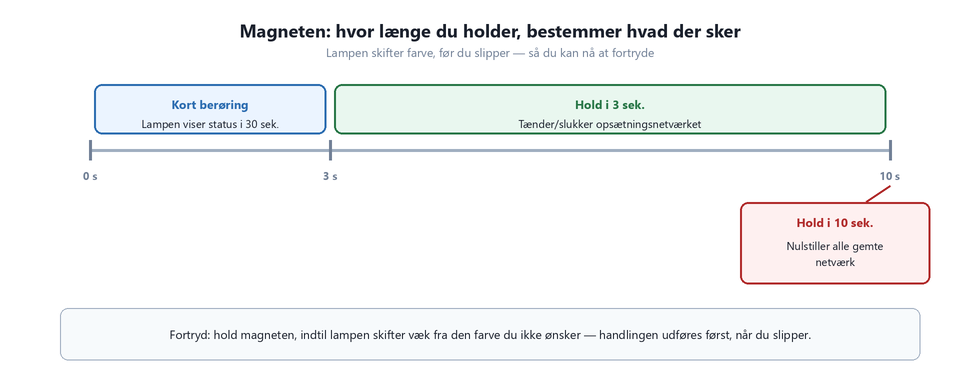 Magneten: hvor længe du holder, bestemmer hvad der sker
Lampen skifter farve, før du slipper — så du kan nå at fortryde
Kort berøring
Lampen viser status i 30 sek.
Hold i 3 sek.
Tænder/slukker opsætningsnetværket
0 s
3 s
10 s
Hold i 10 sek.
Nulstiller alle gemte
netværk
Fortryd: hold magneten, indtil lampen skifter væk fra den farve du ikke ønsker — handlingen udføres først, når du slipper.